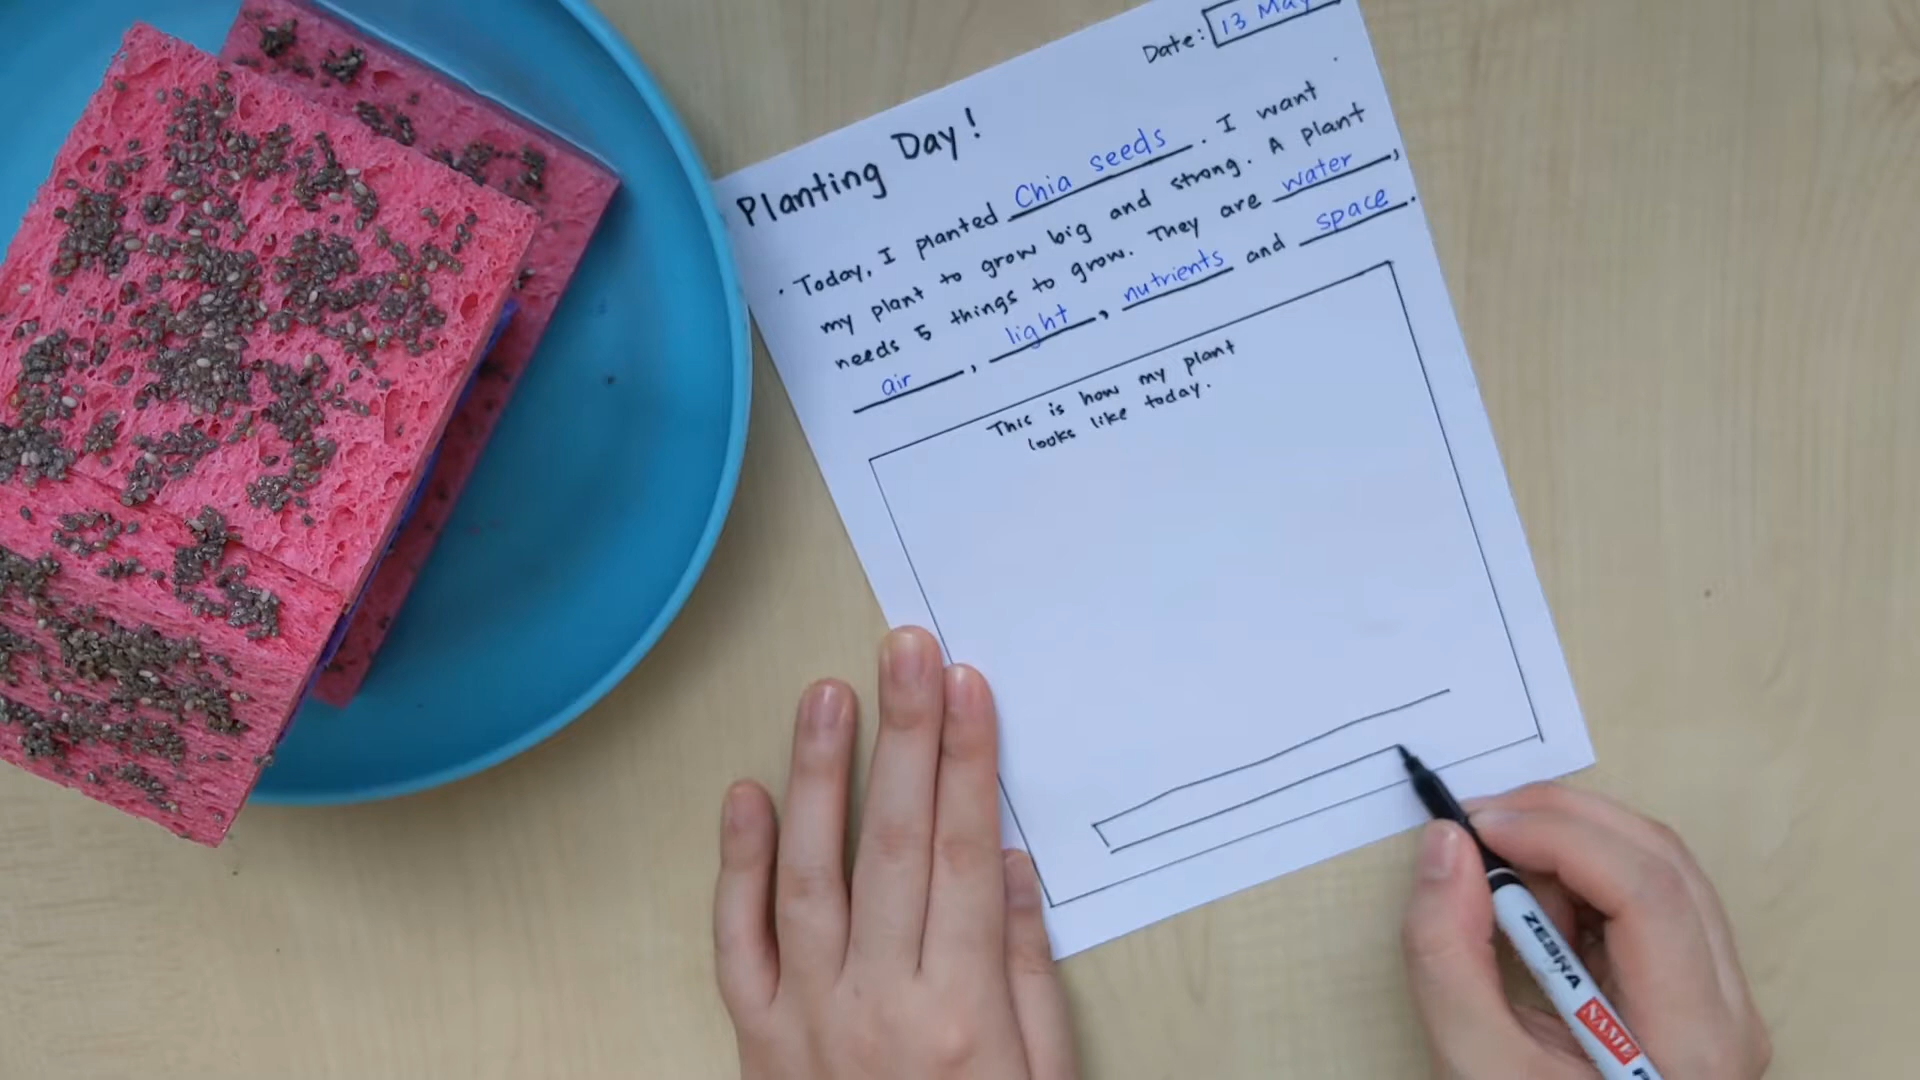 Date: 13 May
Planting Day!
Today, I planted Chia seeds. I want
my plant to grow big and strong. A plant
needs 5 things to grow. They are water,
air, light, nutrients and space.
This is how my plant
looks like today.
ZEBRA
NAME